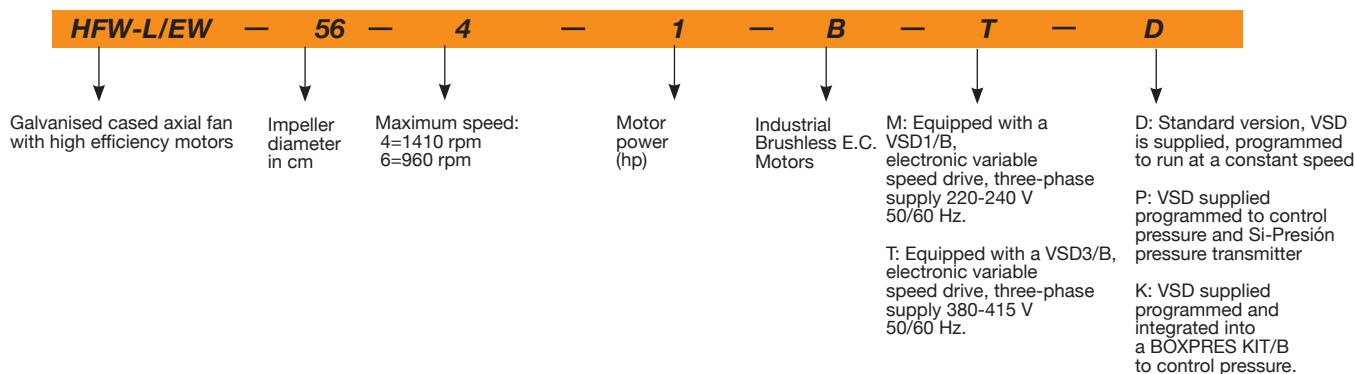 HFW-L/EW — 56 — 4 — 1 — B — T — D
Galvanised cased axial fan
with high efficiency motors
Impeller
diameter
in cm
Maximum speed:
4=1410 rpm
6=960 rpm
Motor
power
(hp)
Industrial
Brushless E.C.
Motors
M: Equipped with a
VSD1/B,
electronic variable
speed drive, three-phase
supply 220-240 V
50/60 Hz.
T: Equipped with a VSD3/B,
electronic variable
speed drive, three-phase
supply 380-415 V
50/60 Hz.
D: Standard version, VSD
is supplied, programmed
to run at a constant speed
P: VSD supplied
programmed to control
pressure and Si-Presión
pressure transmitter
K: VSD supplied
programmed and
integrated into
a BOXPRES KIT/B
to control pressure.